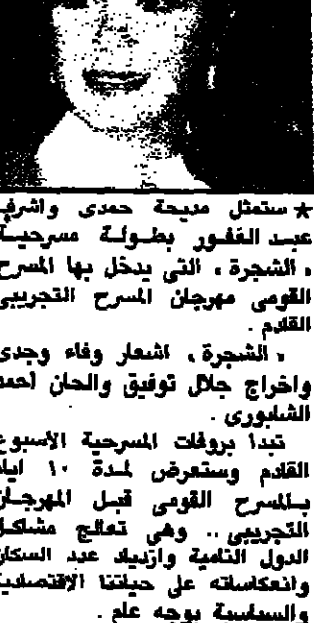 ★ ستمثل مديحة حمدى واشرف
عبد الغفور بطولة مسرحية
« الشجرة » التى يدخل بها المسرح
القومى مهرجان المسرح التجريبى
القادم .
« الشجرة » اشعار وفاء وجدى
واخراج جلال توفيق والحان أحمد
الشابورى .
تبدأ بروفات المسرحية الأسبوع
القادم وستعرض لمدة ١٠ ايام
بالمسرح القومى قبل المهرجان
التجريبى .. وهى تعالج مشاكل
الدول النامية وازدياد عدد السكان
وانعكاساته على حياتنا الاقتصادية
والسياسية بوجه عام .